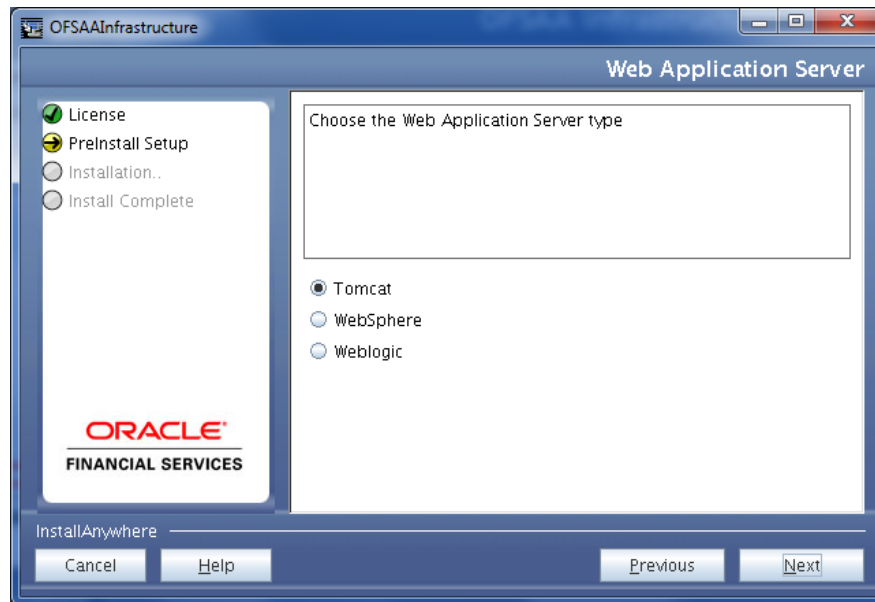 OFSAAInfrastructure
Web Application Server
License
PreInstall Setup
Installation..
Install Complete
Choose the Web Application Server type
Tomcat
WebSphere
Weblogic
ORACLE
FINANCIAL SERVICES
InstallAnywhere
Cancel
Help
Previous
Next